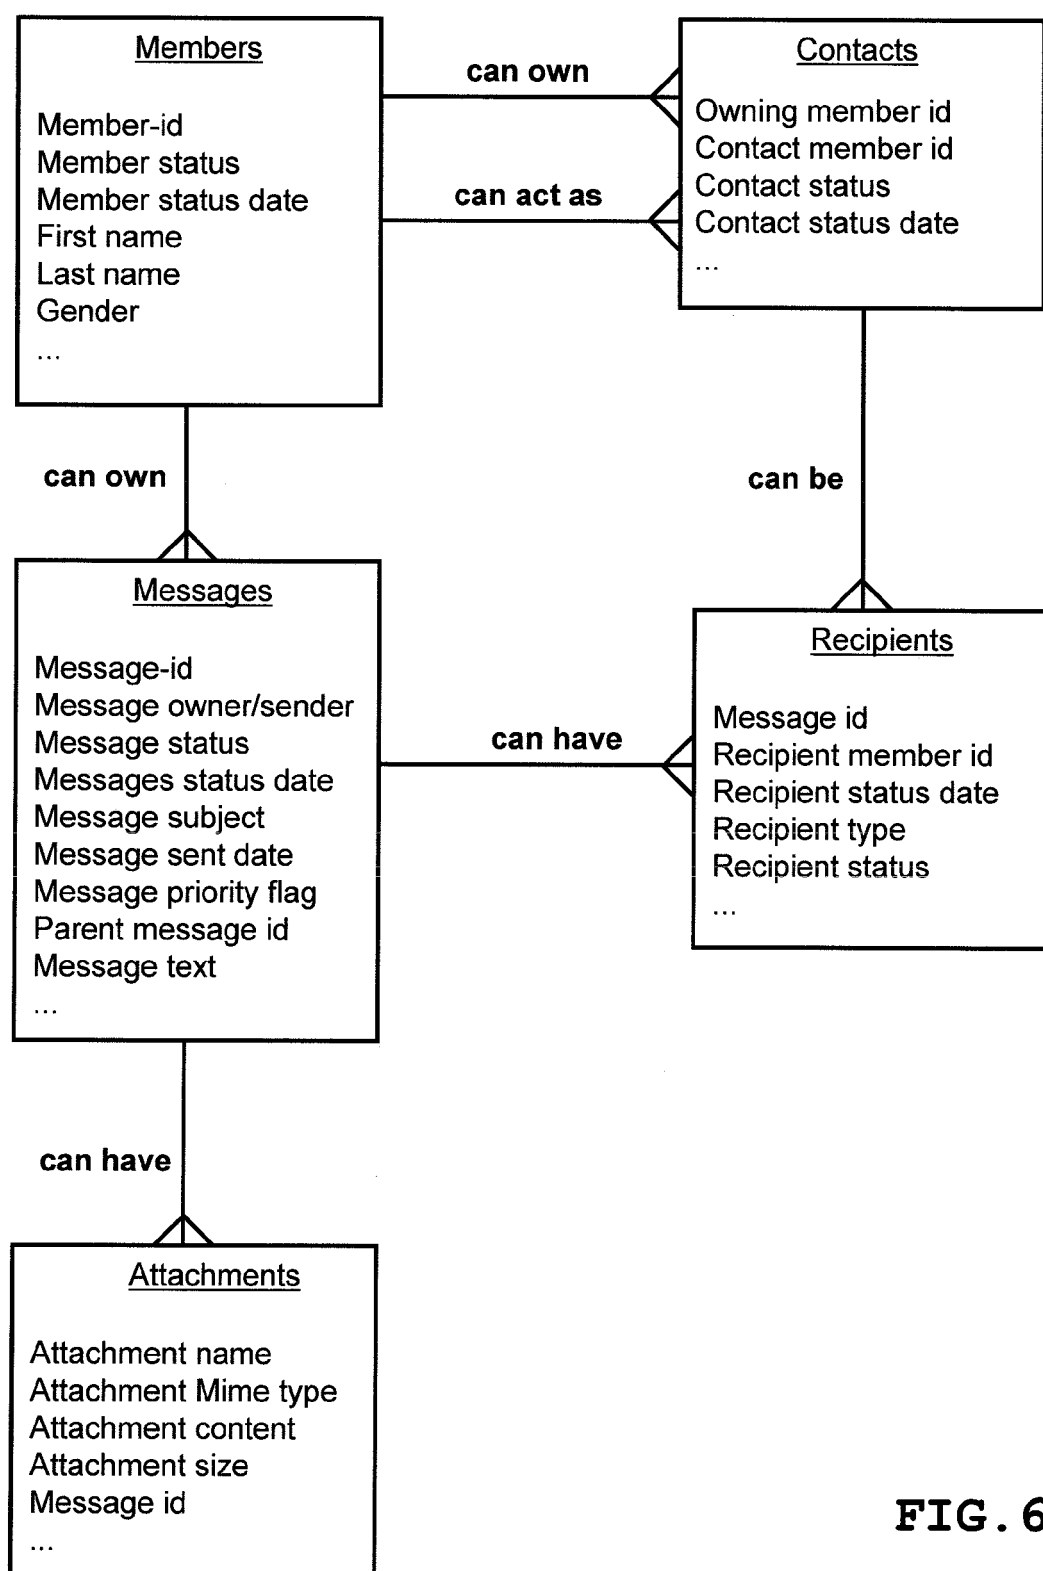 Members
Member-id
Member status
Member status date
First name
Last name
Gender
...
can own
can act as
Contacts
Owning member id
Contact member id
Contact status
Contact status date
...
can own
can be
Messages
Message-id
Message owner/sender
Message status
Messages status date
Message subject
Message sent date
Message priority flag
Parent message id
Message text
...
can have
Recipients
Message id
Recipient member id
Recipient status date
Recipient type
Recipient status
...
can have
Attachments
Attachment name
Attachment Mime type
Attachment content
Attachment size
Message id
...
FIG. 6